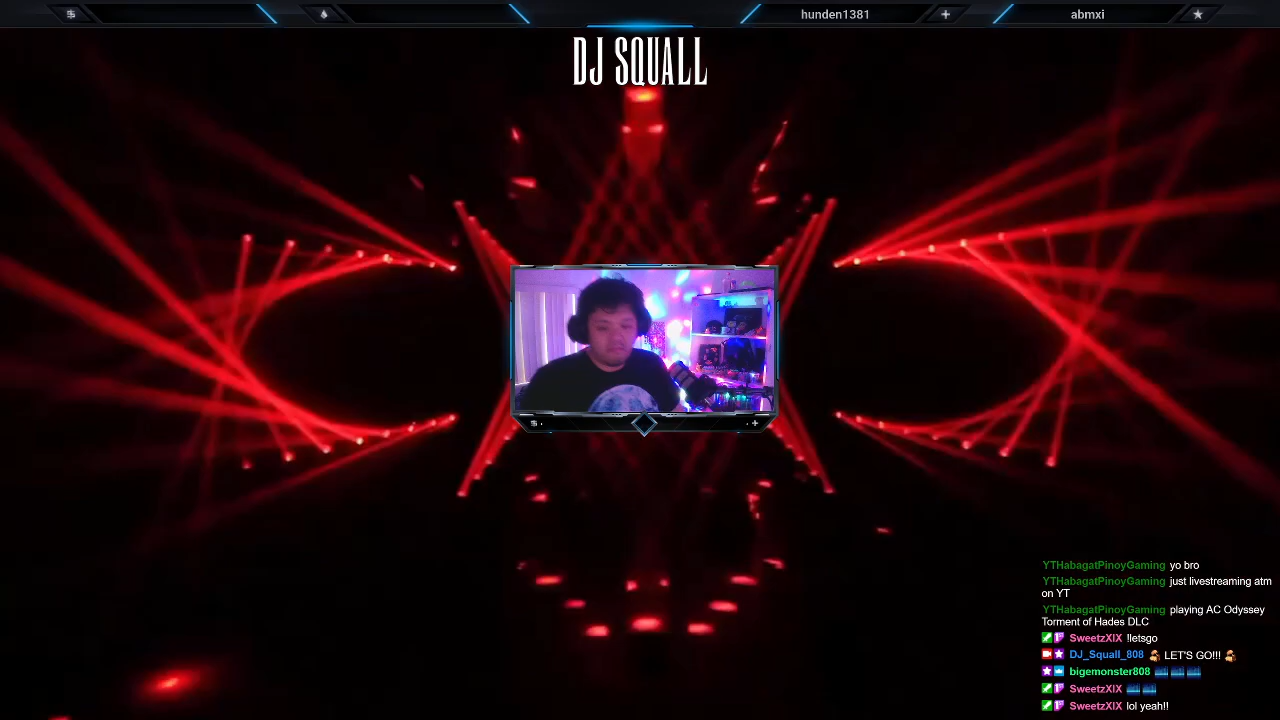 hunden1381
abmxi
DJ SQUALL
YTHabagatPinoyGaming yo bro
YTHabagatPinoyGaming just livestreaming atm
on YT
YTHabagatPinoyGaming playing AC Odyssey
Torment of Hades DLC
SweetzXIX !letsgo
DJ_Squall_808 LET'S GO!!!
bigemonster808
SweetzXIX
SweetzXIX lol yeah!!